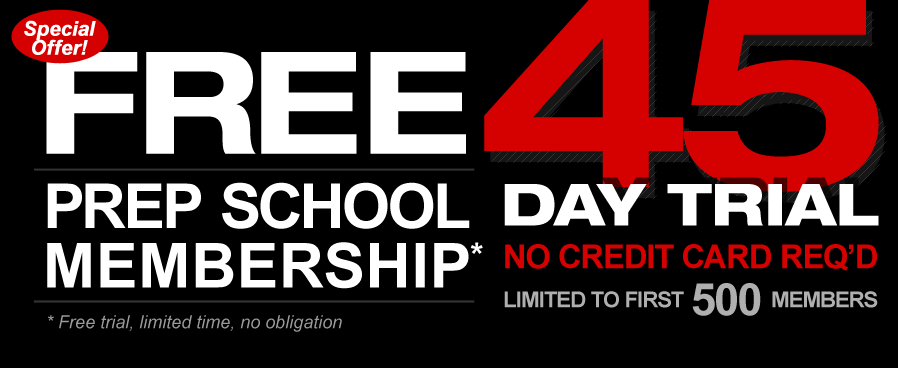 Special
Offer!
FREE
PREP SCHOOL
MEMBERSHIP*
* Free trial, limited time, no obligation
45
DAY TRIAL
NO CREDIT CARD REQ'D
LIMITED TO FIRST 500 MEMBERS